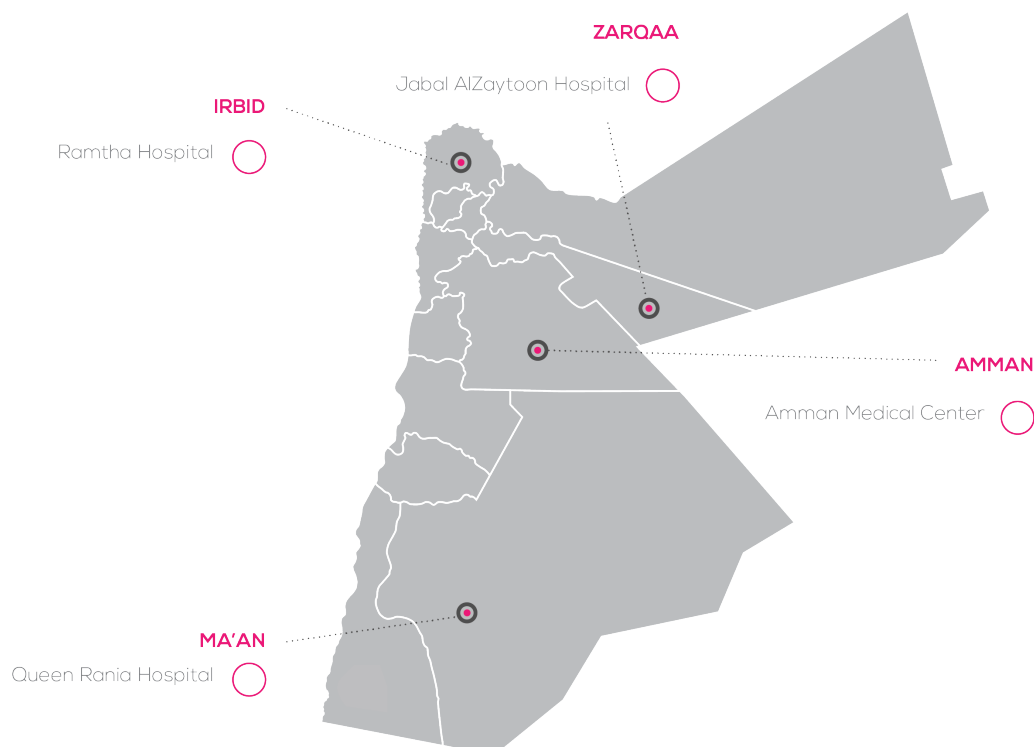 ZARQAA
Jabal AlZaytoon Hospital
IRBID
Ramtha Hospital
AMMAN
Amman Medical Center
MA'AN
Queen Rania Hospital